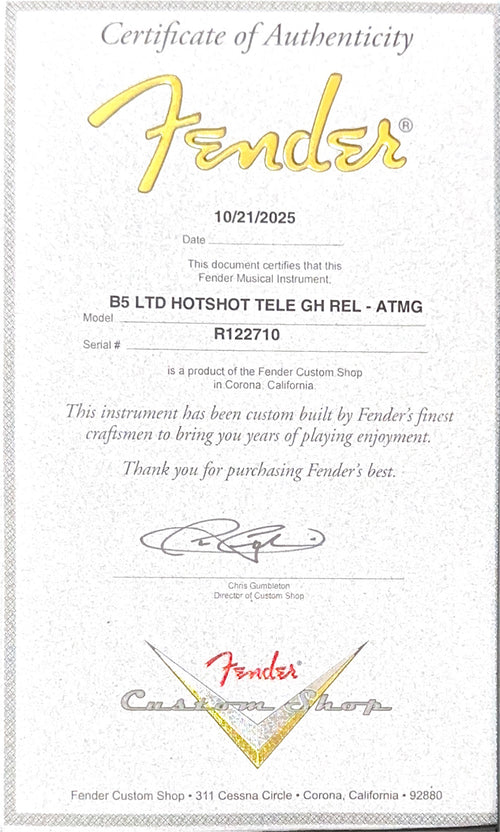 Certificate of Authenticity
Fender®
10/21/2025
Date
This document certifies that this
Fender Musical Instrument,
B5 LTD HOTSHOT TELE GH REL - ATMG
Model
R122710
Serial #
is a product of the Fender Custom Shop
in Corona, California.
This instrument has been custom built by Fender's finest
craftsmen to bring you years of playing enjoyment.
Thank you for purchasing Fender's best.
Chris Gumbleton
Director of Custom Shop
Fender®
Custom Shop
Fender Custom Shop • 311 Cessna Circle • Corona, California • 92880